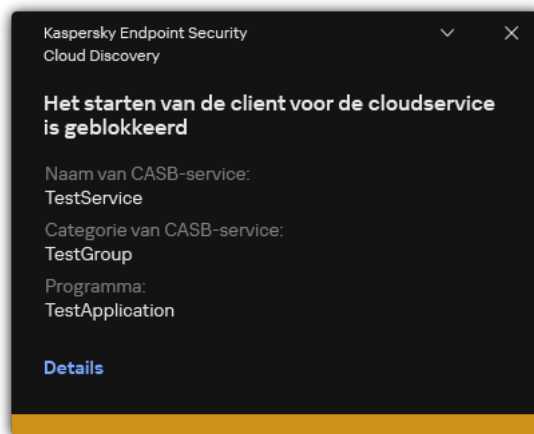 Kaspersky Endpoint Security
Cloud Discovery
Het starten van de client voor de cloudservice
is geblokkeerd
Naam van CASB-service:
TestService
Categorie van CASB-service:
TestGroup
Programma:
TestApplication
Details